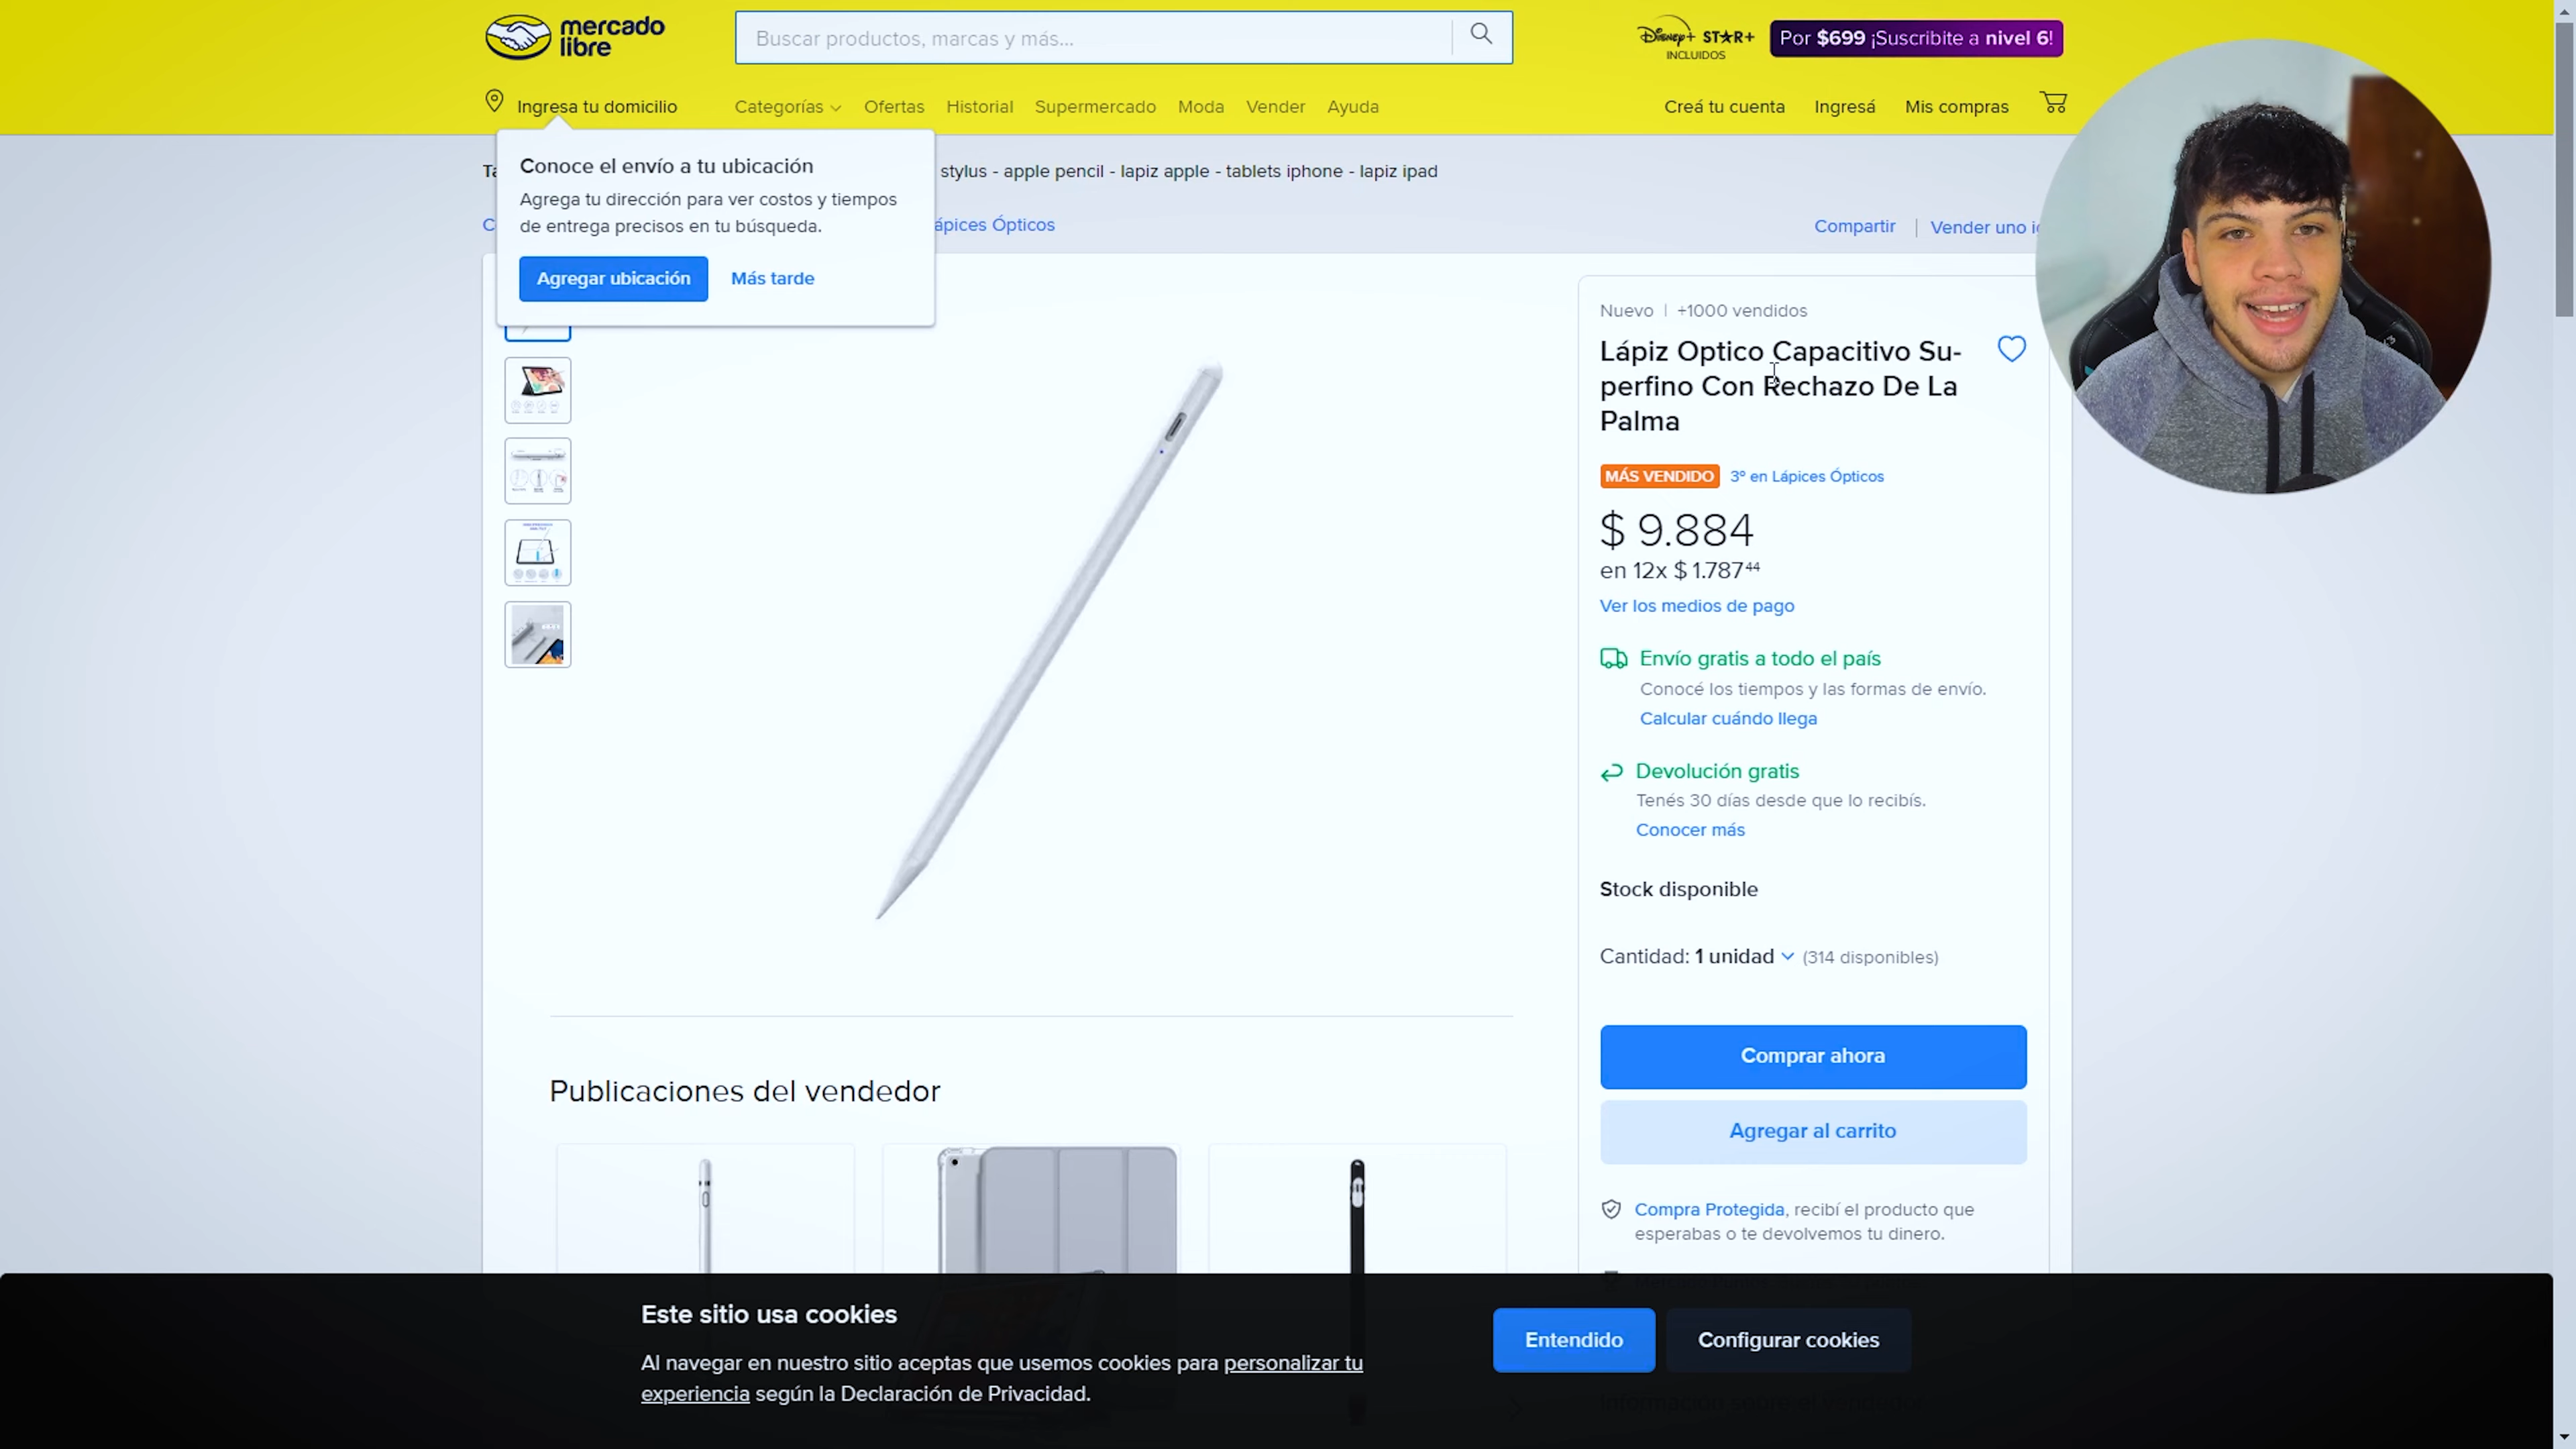 mercado
libre
Buscar productos, marcas y más...
Disney+ STAR+
INCLUIDOS
Por $699 ¡Suscribite a nivel 6!
Ingresa tu domicilio
Categorías
Ofertas
Historial
Supermercado
Moda
Vender
Ayuda
Creá tu cuenta
Ingresá
Mis compras
Conoce el envío a tu ubicación
Agrega tu dirección para ver costos y tiempos
de entrega precisos en tu búsqueda.
Agregar ubicación
Más tarde
stylus - apple pencil - lapiz apple - tablets iphone - lapiz ipad
ápices Ópticos
Compartir
Vender uno
Nuevo | +1000 vendidos
Lápiz Optico Capacitivo Su-
perfino Con Rechazo De La
Palma
MÁS VENDIDO
3º en Lápices Ópticos
$ 9.884
en 12x $ 1.787 44
Ver los medios de pago
Envío gratis a todo el país
Conocé los tiempos y las formas de envío.
Calcular cuándo llega
Devolución gratis
Tenés 30 días desde que lo recibís.
Conocer más
Stock disponible
Cantidad: 1 unidad (314 disponibles)
Comprar ahora
Agregar al carrito
Compra Protegida, recibí el producto que
esperabas o te devolvemos tu dinero.
Publicaciones del vendedor
Este sitio usa cookies
Al navegar en nuestro sitio aceptas que usemos cookies para personalizar tu
experiencia según la Declaración de Privacidad.
Entendido
Configurar cookies